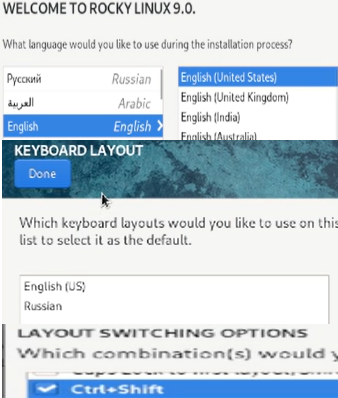 WELCOME TO ROCKY LINUX 9.0.
What language would you like to use during the installation process?
Русский Russian English (United States)
العربية Arabic English (United Kingdom)
English English English (India)
English (Australia)
KEYBOARD LAYOUT
Done
Which keyboard layouts would you like to use on this
list to select it as the default.
English (US)
Russian
LAYOUT SWITCHING OPTIONS
Which combination(s) would y
Ctrl+Shift